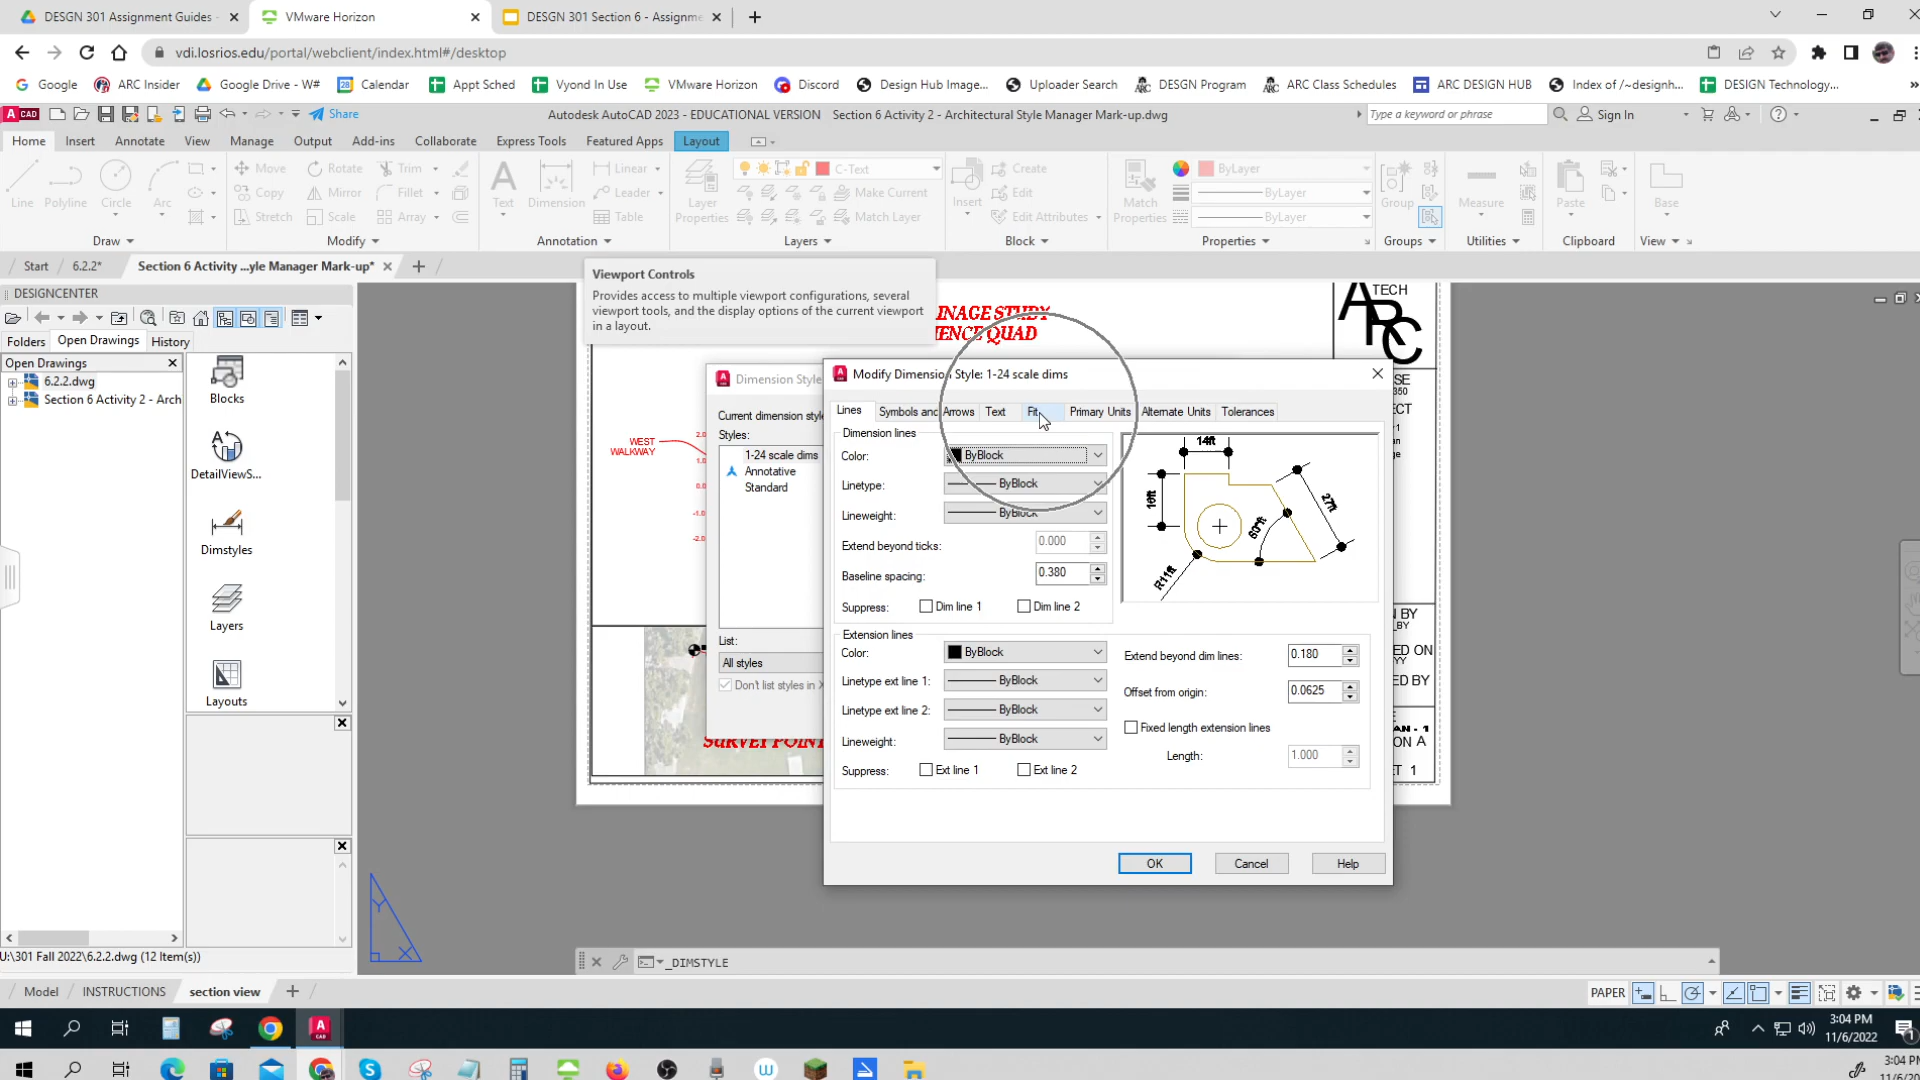 DESGN 301 Assignment Guides -
VMware Horizon
DESGN 301 Section 6 - Assignme
vdi.losrios.edu/portal/webclient/index.html#/desktop
Google
ARC Insider
Google Drive - W#
Calendar
Appt Sched
Vyond In Use
VMware Horizon
Discord
Design Hub Image...
Uploader Search
DESGN Program
ARC Class Schedules
ARC DESIGN HUB
Index of /~designh...
DESIGN Technology...
Share
Autodesk AutoCAD 2023 - EDUCATIONAL VERSION Section 6 Activity 2 - Architectural Style Manager Mark-up.dwg
Type a keyword or phrase
Sign In
Home Insert Annotate View Manage Output Add-ins Collaborate Express Tools Featured Apps Layout
Line Polyline Circle Arc
Move Rotate Trim
Copy Mirror Fillet
Stretch Scale Array
Text Dimension
Linear
Leader
Table
Layer
Properties
C-Text
Make Current
Match Layer
Insert
Create
Edit
Edit Attributes
Match
Properties
ByLayer
ByLayer
ByLayer
Group
Measure
Paste
Base
Draw Modify Annotation Layers Block Properties Groups Utilities Clipboard View
Start 6.2.2* Section 6 Activity ...yle Manager Mark-up*
Viewport Controls
Provides access to multiple viewport configurations, several
viewport tools, and the display options of the current viewport
in a layout.
DESIGNCENTER
Folders Open Drawings History
Open Drawings
6.2.2.dwg
Section 6 Activity 2 - Arch
Blocks
DetailViewS...
Dimstyles
Layers
Layouts
U:\301 Fall 2022\6.2.2.dwg (12 Item(s))
INAGE STUDY
IENCE QUAD
TECH
ARC
WEST
WALKWAY
SURVEY POINT
Dimension Style
Current dimension style
Styles:
1-24 scale dims
Annotative
Standard
List:
All styles
Don't list styles in X
Modify Dimension Style: 1-24 scale dims
Lines Symbols and Arrows Text Fit Primary Units Alternate Units Tolerances
Dimension lines
Color: ByBlock
Linetype: ByBlock
Lineweight: ByBlock
Extend beyond ticks: 0.000
Baseline spacing: 0.380
Suppress: Dim line 1 Dim line 2
14ft
16ft
27ft
60°ft
R11ft
Extension lines
Color: ByBlock
Linetype ext line 1: ByBlock
Linetype ext line 2: ByBlock
Lineweight: ByBlock
Suppress: Ext line 1 Ext line 2
Extend beyond dim lines: 0.180
Offset from origin: 0.0625
Fixed length extension lines
Length: 1.000
OK Cancel Help
_DIMSTYLE
Model INSTRUCTIONS section view
PAPER
3:04 PM
11/6/2022
3:04 PM